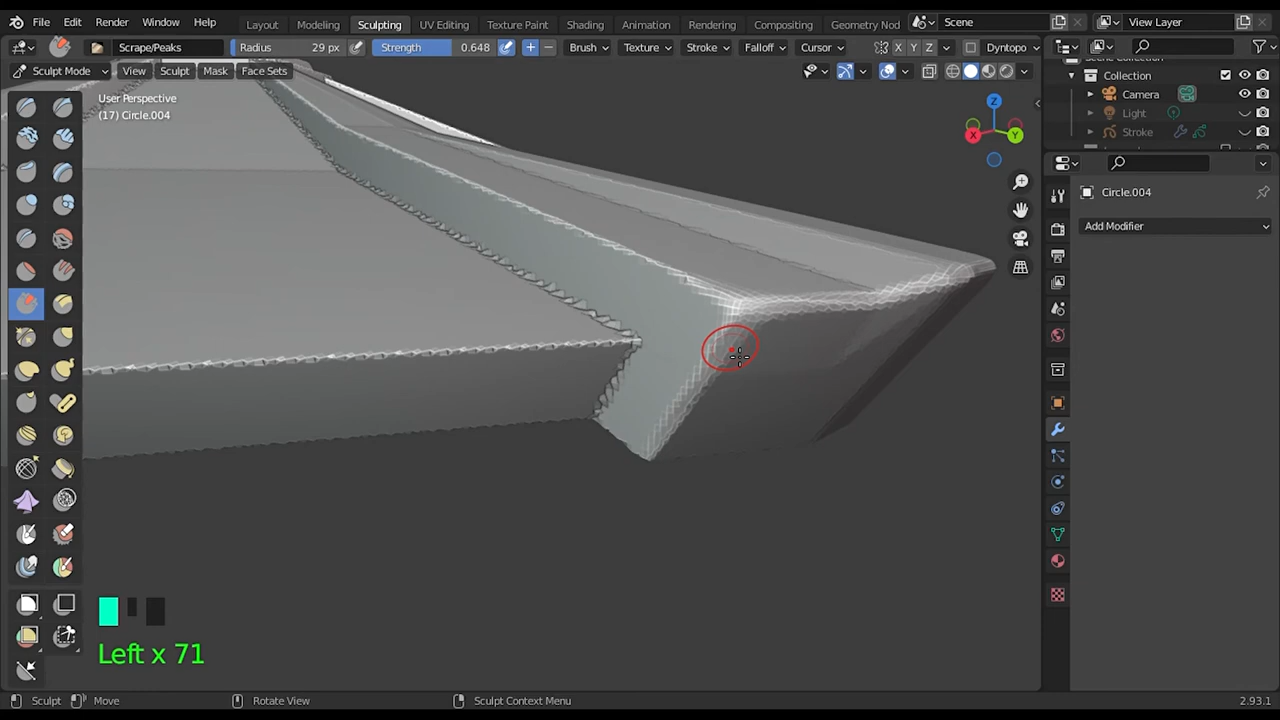 File Edit Render Window Help Layout Modeling Sculpting UV Editing Texture Paint Shading Animation Rendering Compositing Geometry Nod Scene View Layer
Scrape/Peaks Radius 29 px Strength 0.648 Brush Texture Stroke Falloff Cursor X Y Z Dyntopo
Sculpt Mode View Sculpt Mask Face Sets
Collection
Camera
Light
Stroke
User Perspective
(17) Circle.004
Z
X
Y
Circle.004
Add Modifier
Left x 71
Sculpt Move Rotate View Sculpt Context Menu 2.93.1